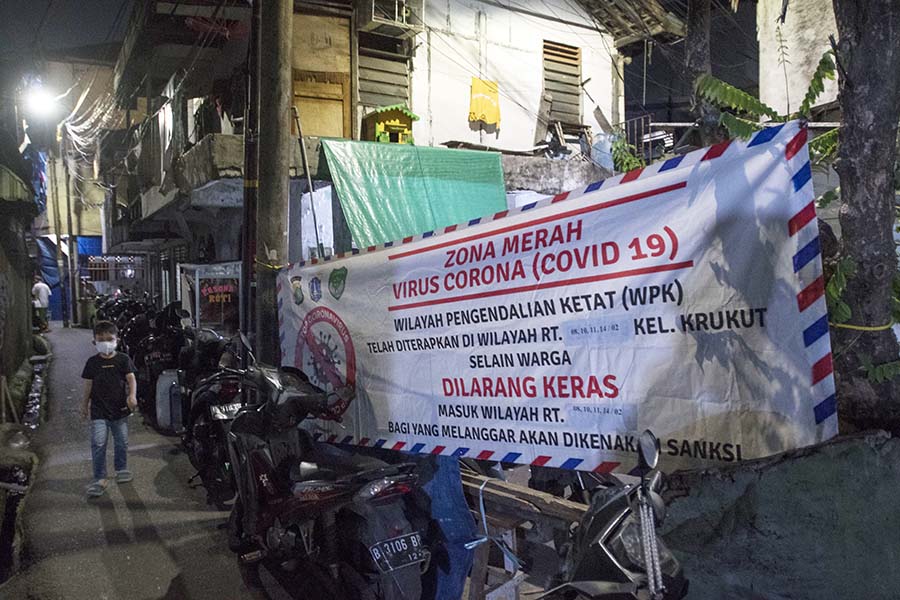 ZONA MERAH
VIRUS CORONA (COVID 19)
WILAYAH PENGENDALIAN KETAT (WPK)
TELAH DITERAPKAN DI WILAYAH RT. 08, 10, 11, 14 / 02 KEL. KRUKUT
SELAIN WARGA
DILARANG KERAS
MASUK WILAYAH RT. 08, 10, 11, 14 / 02
BAGI YANG MELANGGAR AKAN DIKENAKAN SANKSI
ROTI
B 3106 B